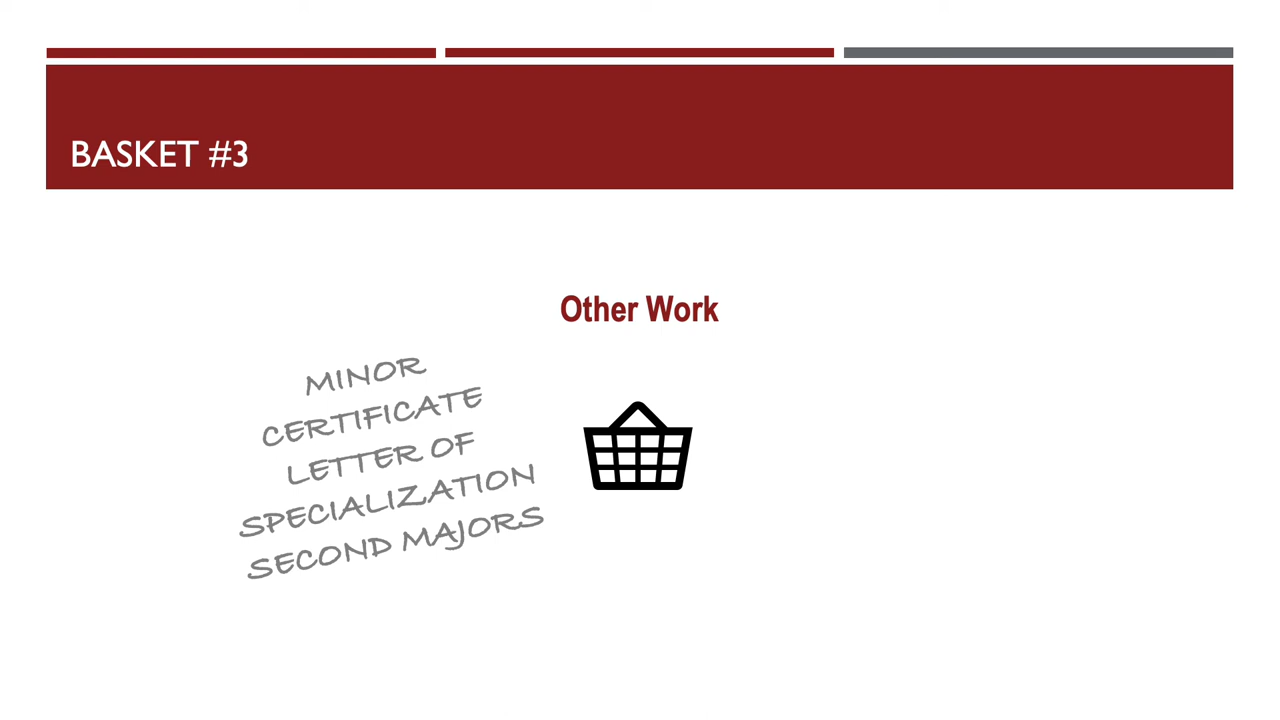 BASKET #3
Other Work
MINOR
CERTIFICATE
LETTER OF
SPECIALIZATION
SECOND MAJORS